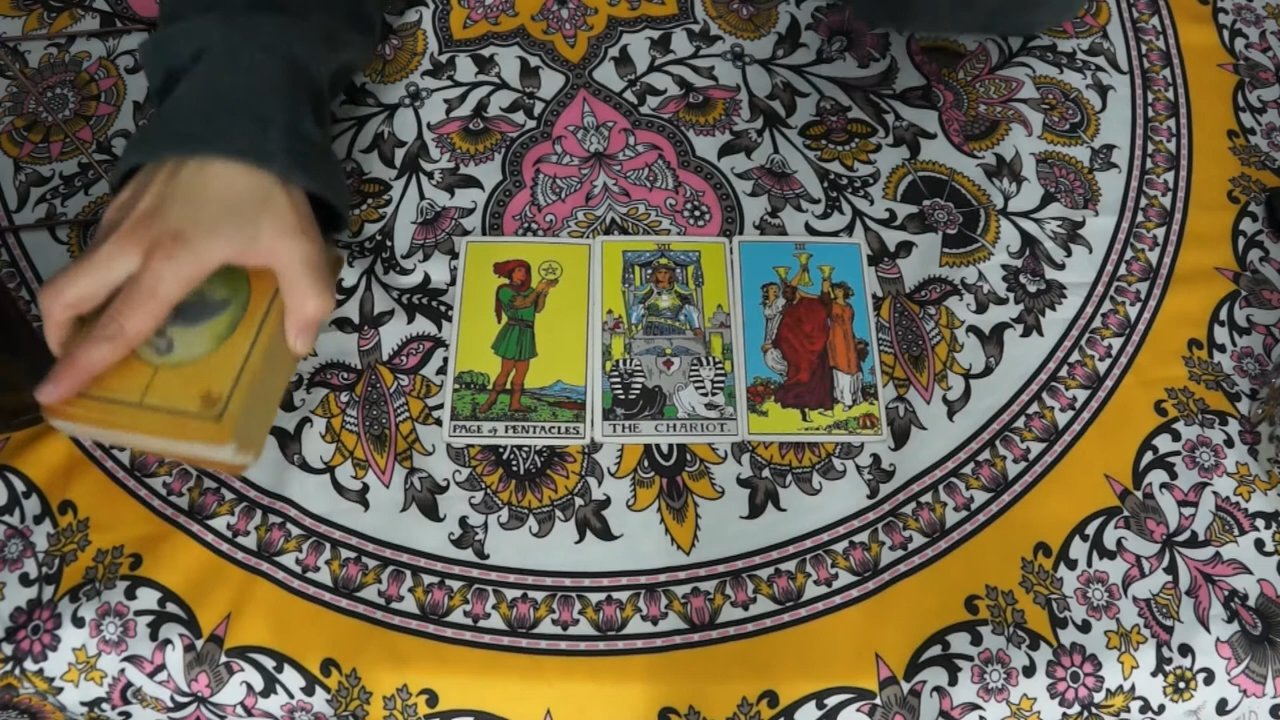 PAGE of PENTACLES.
VII
THE CHARIOT.
III